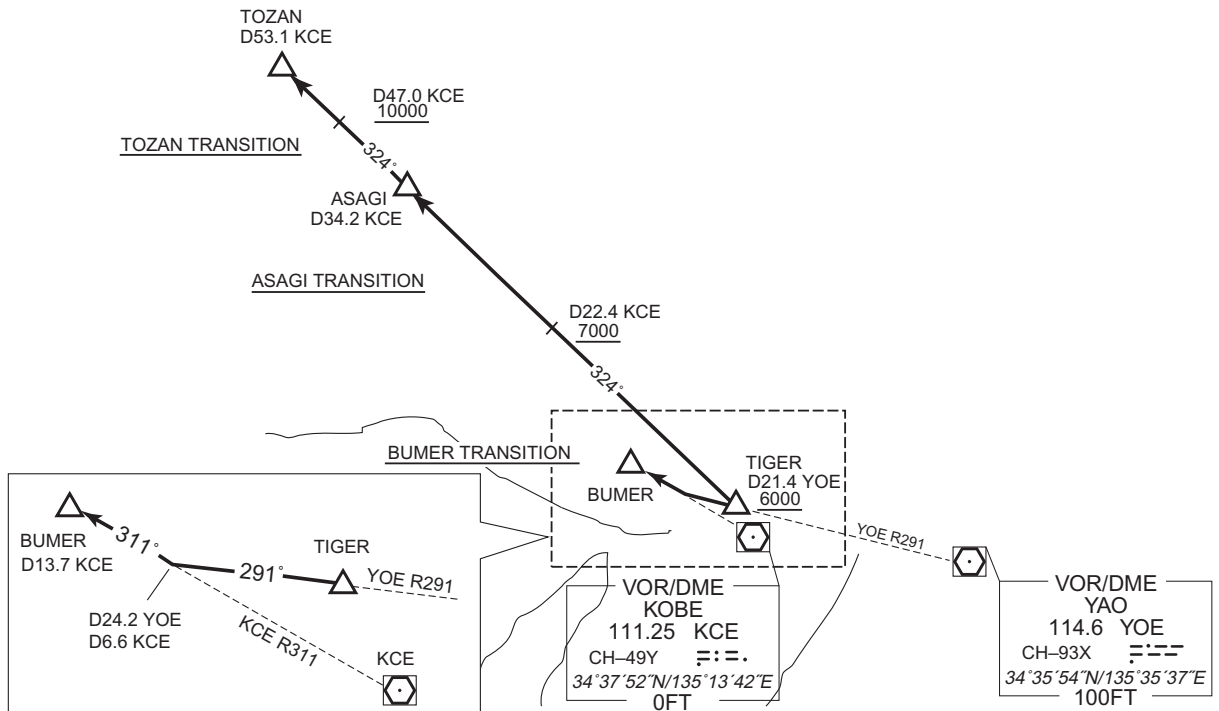 TOZAN
D53.1 KCE
D47.0 KCE
10000
TOZAN TRANSITION
324°
ASAGI
D34.2 KCE
ASAGI TRANSITION
D22.4 KCE
7000
324°
BUMER TRANSITION
TIGER
D21.4 YOE
6000
BUMER
YOE R291
BUMER
D13.7 KCE
311°
291°
TIGER
YOE R291
D24.2 YOE
D6.6 KCE
KCE R311
KCE
VOR/DME
KOBE
111.25 KCE
CH–49Y
34°37´52˝N/135°13´42˝E
0FT
VOR/DME
YAO
114.6 YOE
CH–93X
34°35´54˝N/135°35´37˝E
100FT